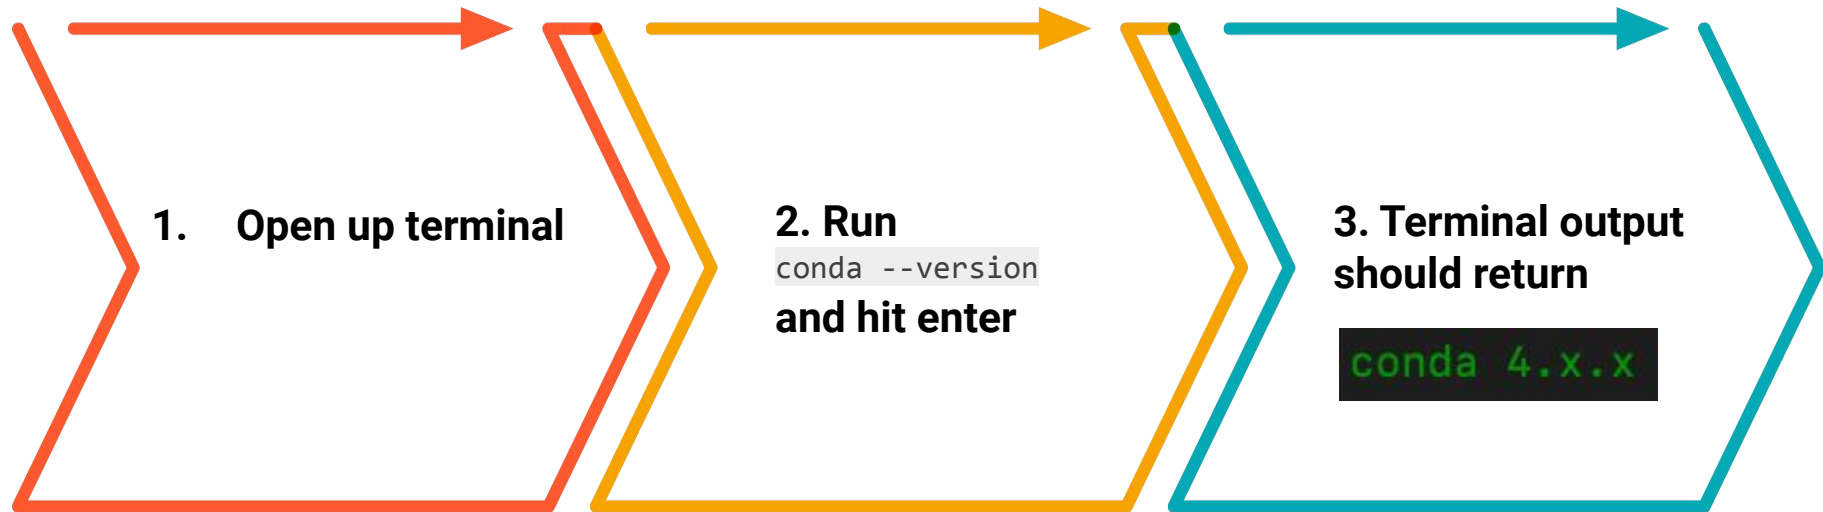 1. Open up terminal
2. Run
conda --version
and hit enter
3. Terminal output
should return
conda 4.x.x